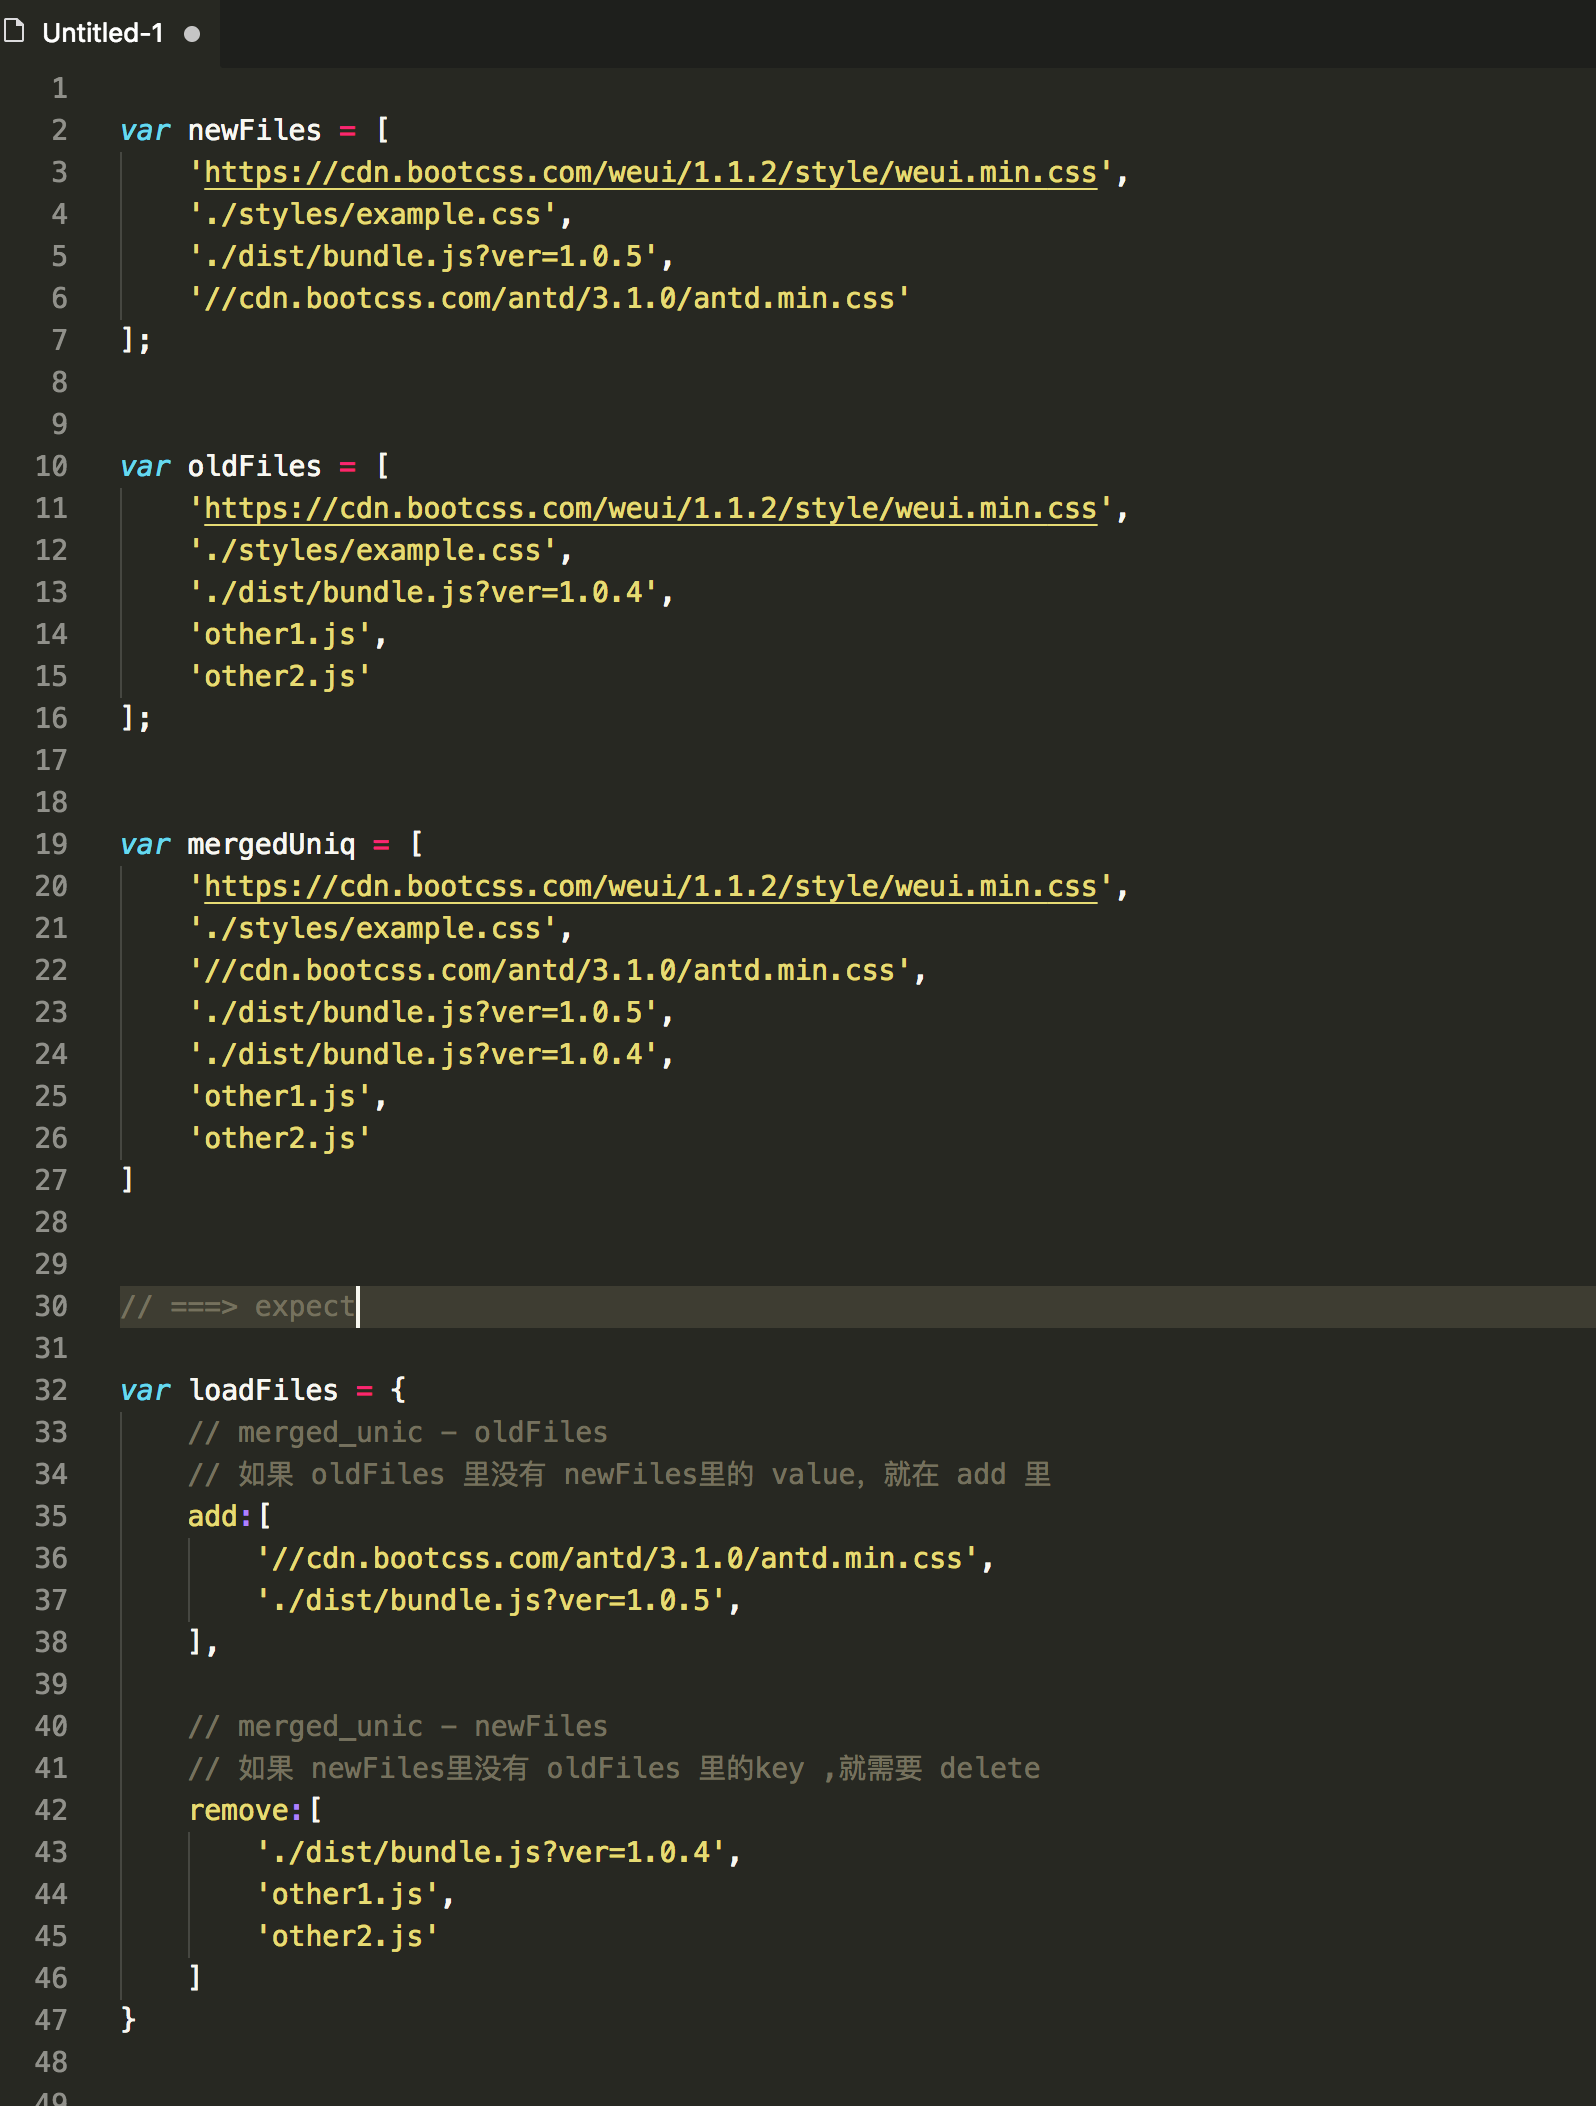 Untitled-1
1
2 var newFiles = [
3 'https://cdn.bootcss.com/weui/1.1.2/style/weui.min.css',
4 './styles/example.css',
5 './dist/bundle.js?ver=1.0.5',
6 '//cdn.bootcss.com/antd/3.1.0/antd.min.css'
7 ];
8
9
10 var oldFiles = [
11 'https://cdn.bootcss.com/weui/1.1.2/style/weui.min.css',
12 './styles/example.css',
13 './dist/bundle.js?ver=1.0.4',
14 'other1.js',
15 'other2.js'
16 ];
17
18
19 var mergedUniq = [
20 'https://cdn.bootcss.com/weui/1.1.2/style/weui.min.css',
21 './styles/example.css',
22 '//cdn.bootcss.com/antd/3.1.0/antd.min.css',
23 './dist/bundle.js?ver=1.0.5',
24 './dist/bundle.js?ver=1.0.4',
25 'other1.js',
26 'other2.js'
27 ]
28
29
30 // ===> expect
31
32 var loadFiles = {
33 // merged_unic - oldFiles
34 // 如果 oldFiles 里没有 newFiles里的 value，就在 add 里
35 add:[
36 '//cdn.bootcss.com/antd/3.1.0/antd.min.css',
37 './dist/bundle.js?ver=1.0.5',
38 ],
39
40 // merged_unic - newFiles
41 // 如果 newFiles里没有 oldFiles 里的key ,就需要 delete
42 remove:[
43 './dist/bundle.js?ver=1.0.4',
44 'other1.js',
45 'other2.js'
46 ]
47 }
48
49